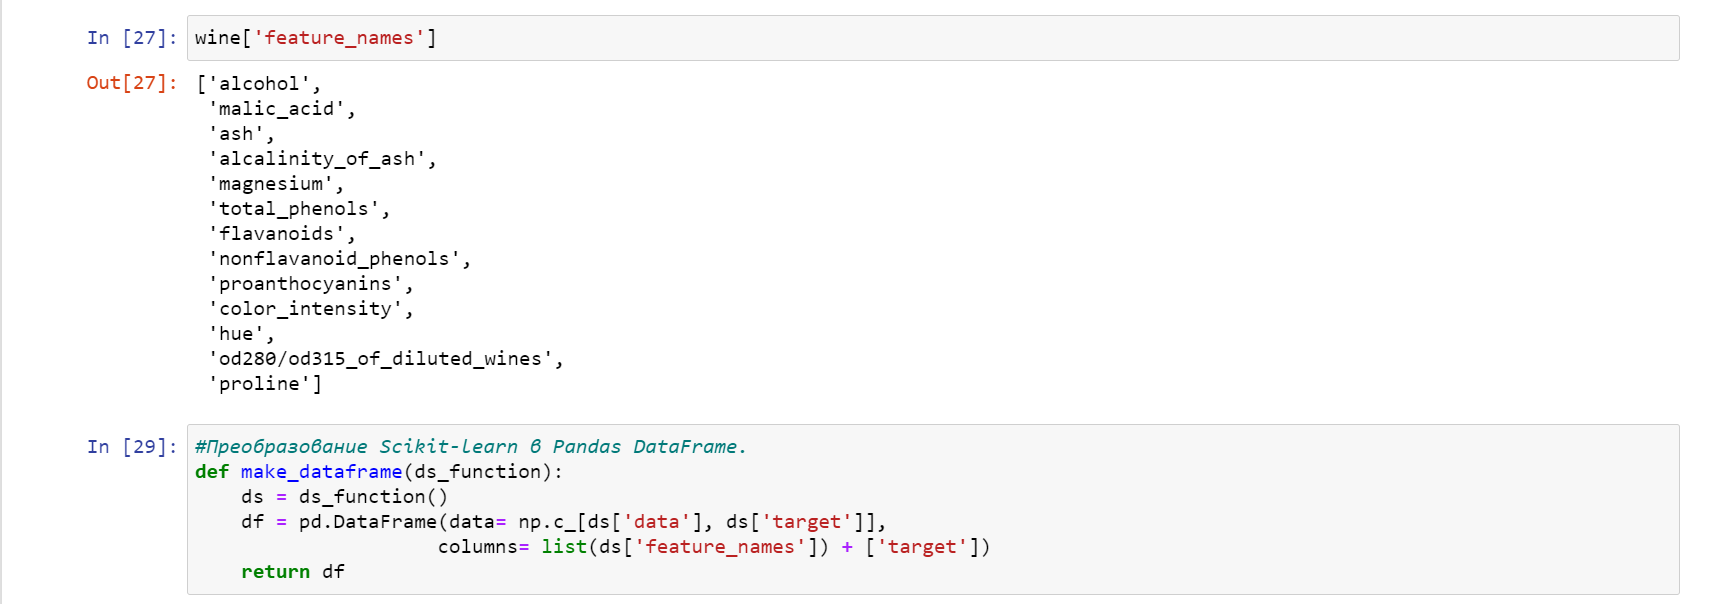 In [27]: wine['feature_names']
Out[27]: ['alcohol',
'malic_acid',
'ash',
'alcalinity_of_ash',
'magnesium',
'total_phenols',
'flavanoids',
'nonflavanoid_phenols',
'proanthocyanins',
'color_intensity',
'hue',
'od280/od315_of_diluted_wines',
'proline']
In [29]: #Преобразование Scikit-learn в Pandas DataFrame.
def make_dataframe(ds_function):
ds = ds_function()
df = pd.DataFrame(data= np.c_[ds['data'], ds['target']],
columns= list(ds['feature_names']) + ['target'])
return df